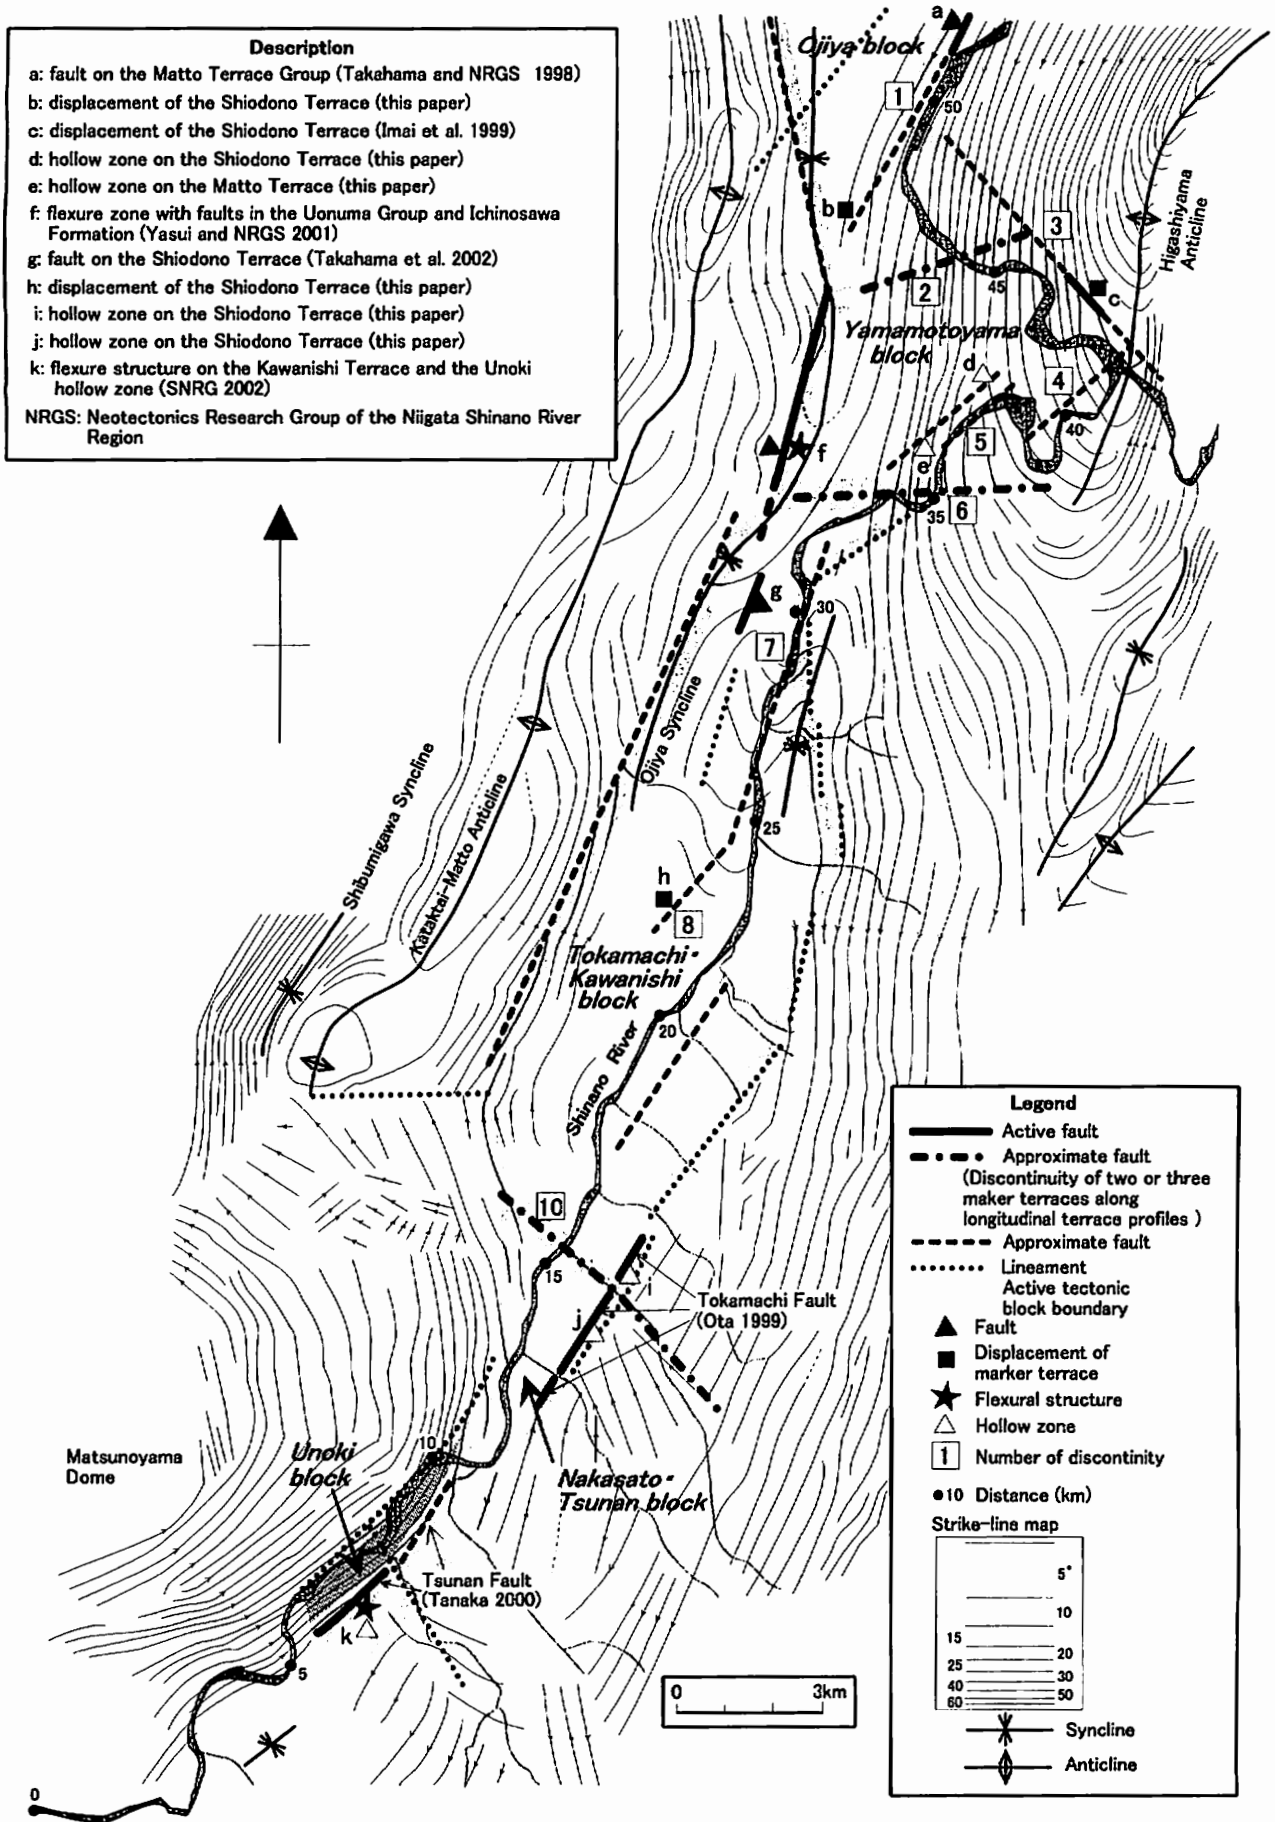 Description
a: fault on the Matto Terrace Group (Takahama and NRGS 1998)
b: displacement of the Shiodono Terrace (this paper)
c: displacement of the Shiodono Terrace (Imai et al. 1999)
d: hollow zone on the Shiodono Terrace (this paper)
e: hollow zone on the Matto Terrace (this paper)
f: flexure zone with faults in the Uonuma Group and Ichinosawa
Formation (Yasui and NRGS 2001)
g: fault on the Shiodono Terrace (Takahama et al. 2002)
h: displacement of the Shiodono Terrace (this paper)
i: hollow zone on the Shiodono Terrace (this paper)
j: hollow zone on the Shiodono Terrace (this paper)
k: flexure structure on the Kawanishi Terrace and the Unoki
hollow zone (SNRG 2002)
NRGS: Neotectonics Research Group of the Niigata Shinano River
Region
a
Ojiya block
1
50
b
3
Higashiyama
Anticline
2
45
c
Yamamotoyama
block
d
4
40
5
e
f
35
6
g
30
7
Ojiya Syncline
Shibumigawa Syncline
Kataktai-Matto Anticline
25
h
8
Tokamachi-
Kawanishi
block
20
Shinano River
10
15
i
j
Tokamachi Fault
(Ota 1999)
10
Matsunoyama
Dome
Unoki
block
Nakasato-
Tsunan block
Tsunan Fault
(Tanaka 2000)
k
5
0
0 3km
Legend
Active fault
Approximate fault
(Discontinuity of two or three
maker terraces along
longitudinal terrace profiles )
Approximate fault
Lineament
Active tectonic
block boundary
Fault
Displacement of
marker terrace
Flexural structure
Hollow zone
1 Number of discontinity
10 Distance (km)
Strike-line map
5°
10
15
20
25
30
40
50
60
Syncline
Anticline